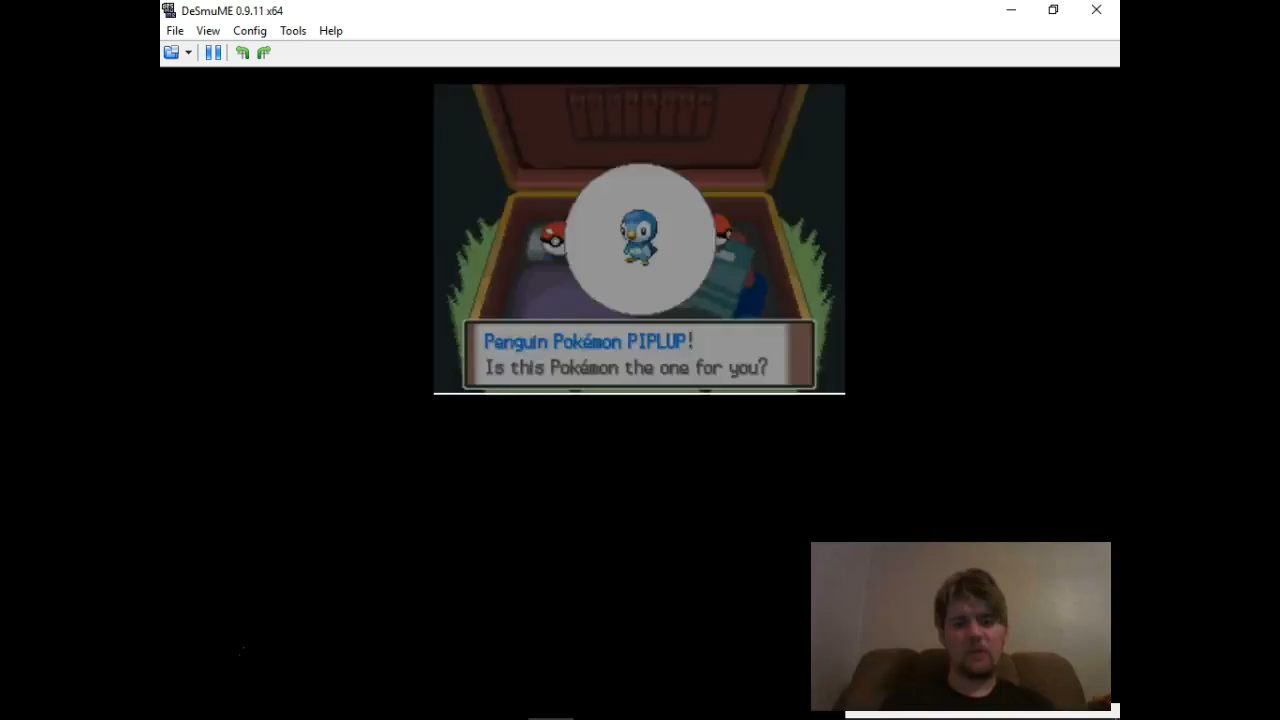 DeSmuME 0.9.11 x64
File View Config Tools Help
Penguin Pokémon PIPLUP!
Is this Pokémon the one for you?